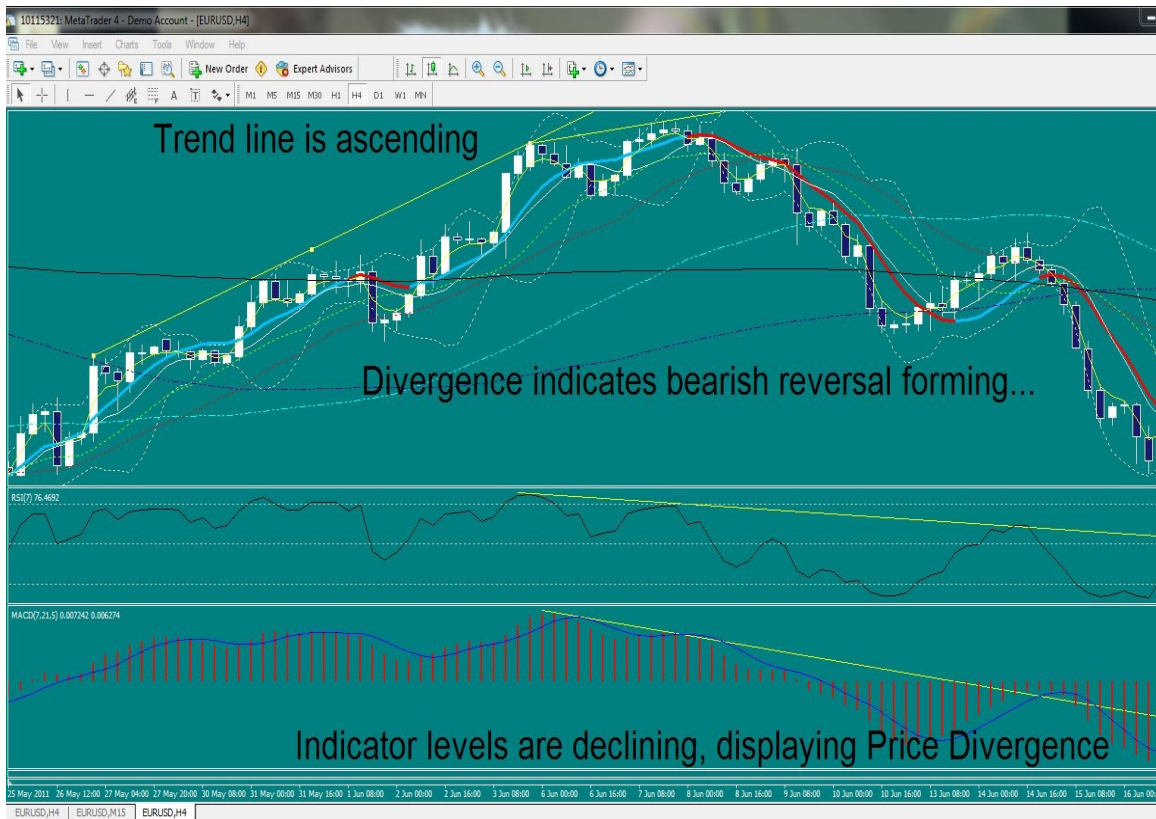 10115321: MetaTrader 4 - Demo Account - [EURUSD,H4]
File View Insert Charts Tools Window Help
New Order Expert Advisors
A T M1 M5 M15 M30 H1 H4 D1 W1 MN
Trend line is ascending
Divergence indicates bearish reversal forming...
RSI(7) 76.4692
MACD(7,21,5) 0.007242 0.006274
Indicator levels are declining, displaying Price Divergence
25 May 2011 26 May 12:00 27 May 04:00 27 May 20:00 30 May 08:00 31 May 00:00 31 May 16:00 1 Jun 08:00 2 Jun 00:00 2 Jun 16:00 3 Jun 08:00 6 Jun 00:00 6 Jun 16:00 7 Jun 08:00 8 Jun 00:00 8 Jun 16:00 9 Jun 08:00 10 Jun 00:00 10 Jun 16:00 13 Jun 08:00 14 Jun 00:00 14 Jun 16:00 15 Jun 08:00 16 Jun 00:
EURUSD,H4 EURUSD,M15 EURUSD,H4